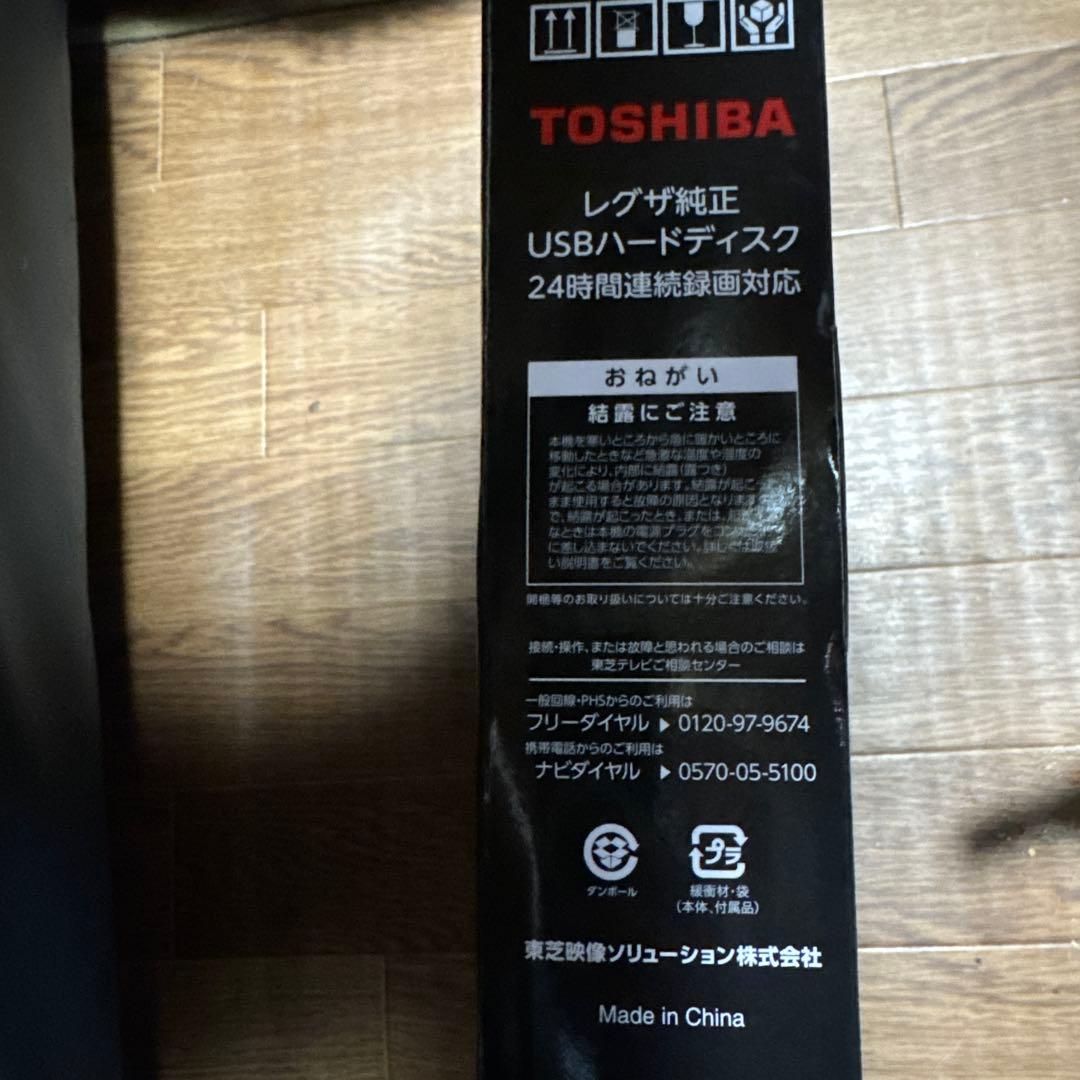 TOSHIBA
レグザ純正
USBハードディスク
24時間連続録画対応
おねがい
結露にご注意
本機を寒いところから急に暖かいところに
移動したときなど急激な温度や湿度の
変化により、内部に結露(露つき)
が起こる場合があります。結露が起こっ
まま使用すると故障の原因となります
で、結露が起こったとき、または、
なときは本機の電源プラグをコンセント
に差し込まないでください。詳しくは取扱
い説明書をご覧ください。
開梱等のお取り扱いについては十分ご注意ください。
接続・操作、または故障と思われる場合のご相談は
東芝テレビご相談センター
一般回線・PHSからのご利用は
フリーダイヤル ▶ 0120-97-9674
携帯電話からのご利用は
ナビダイヤル ▶ 0570-05-5100
プラ
ダンボール
緩衝材・袋
(本体、付属品)
東芝映像ソリューション株式会社
Made in China